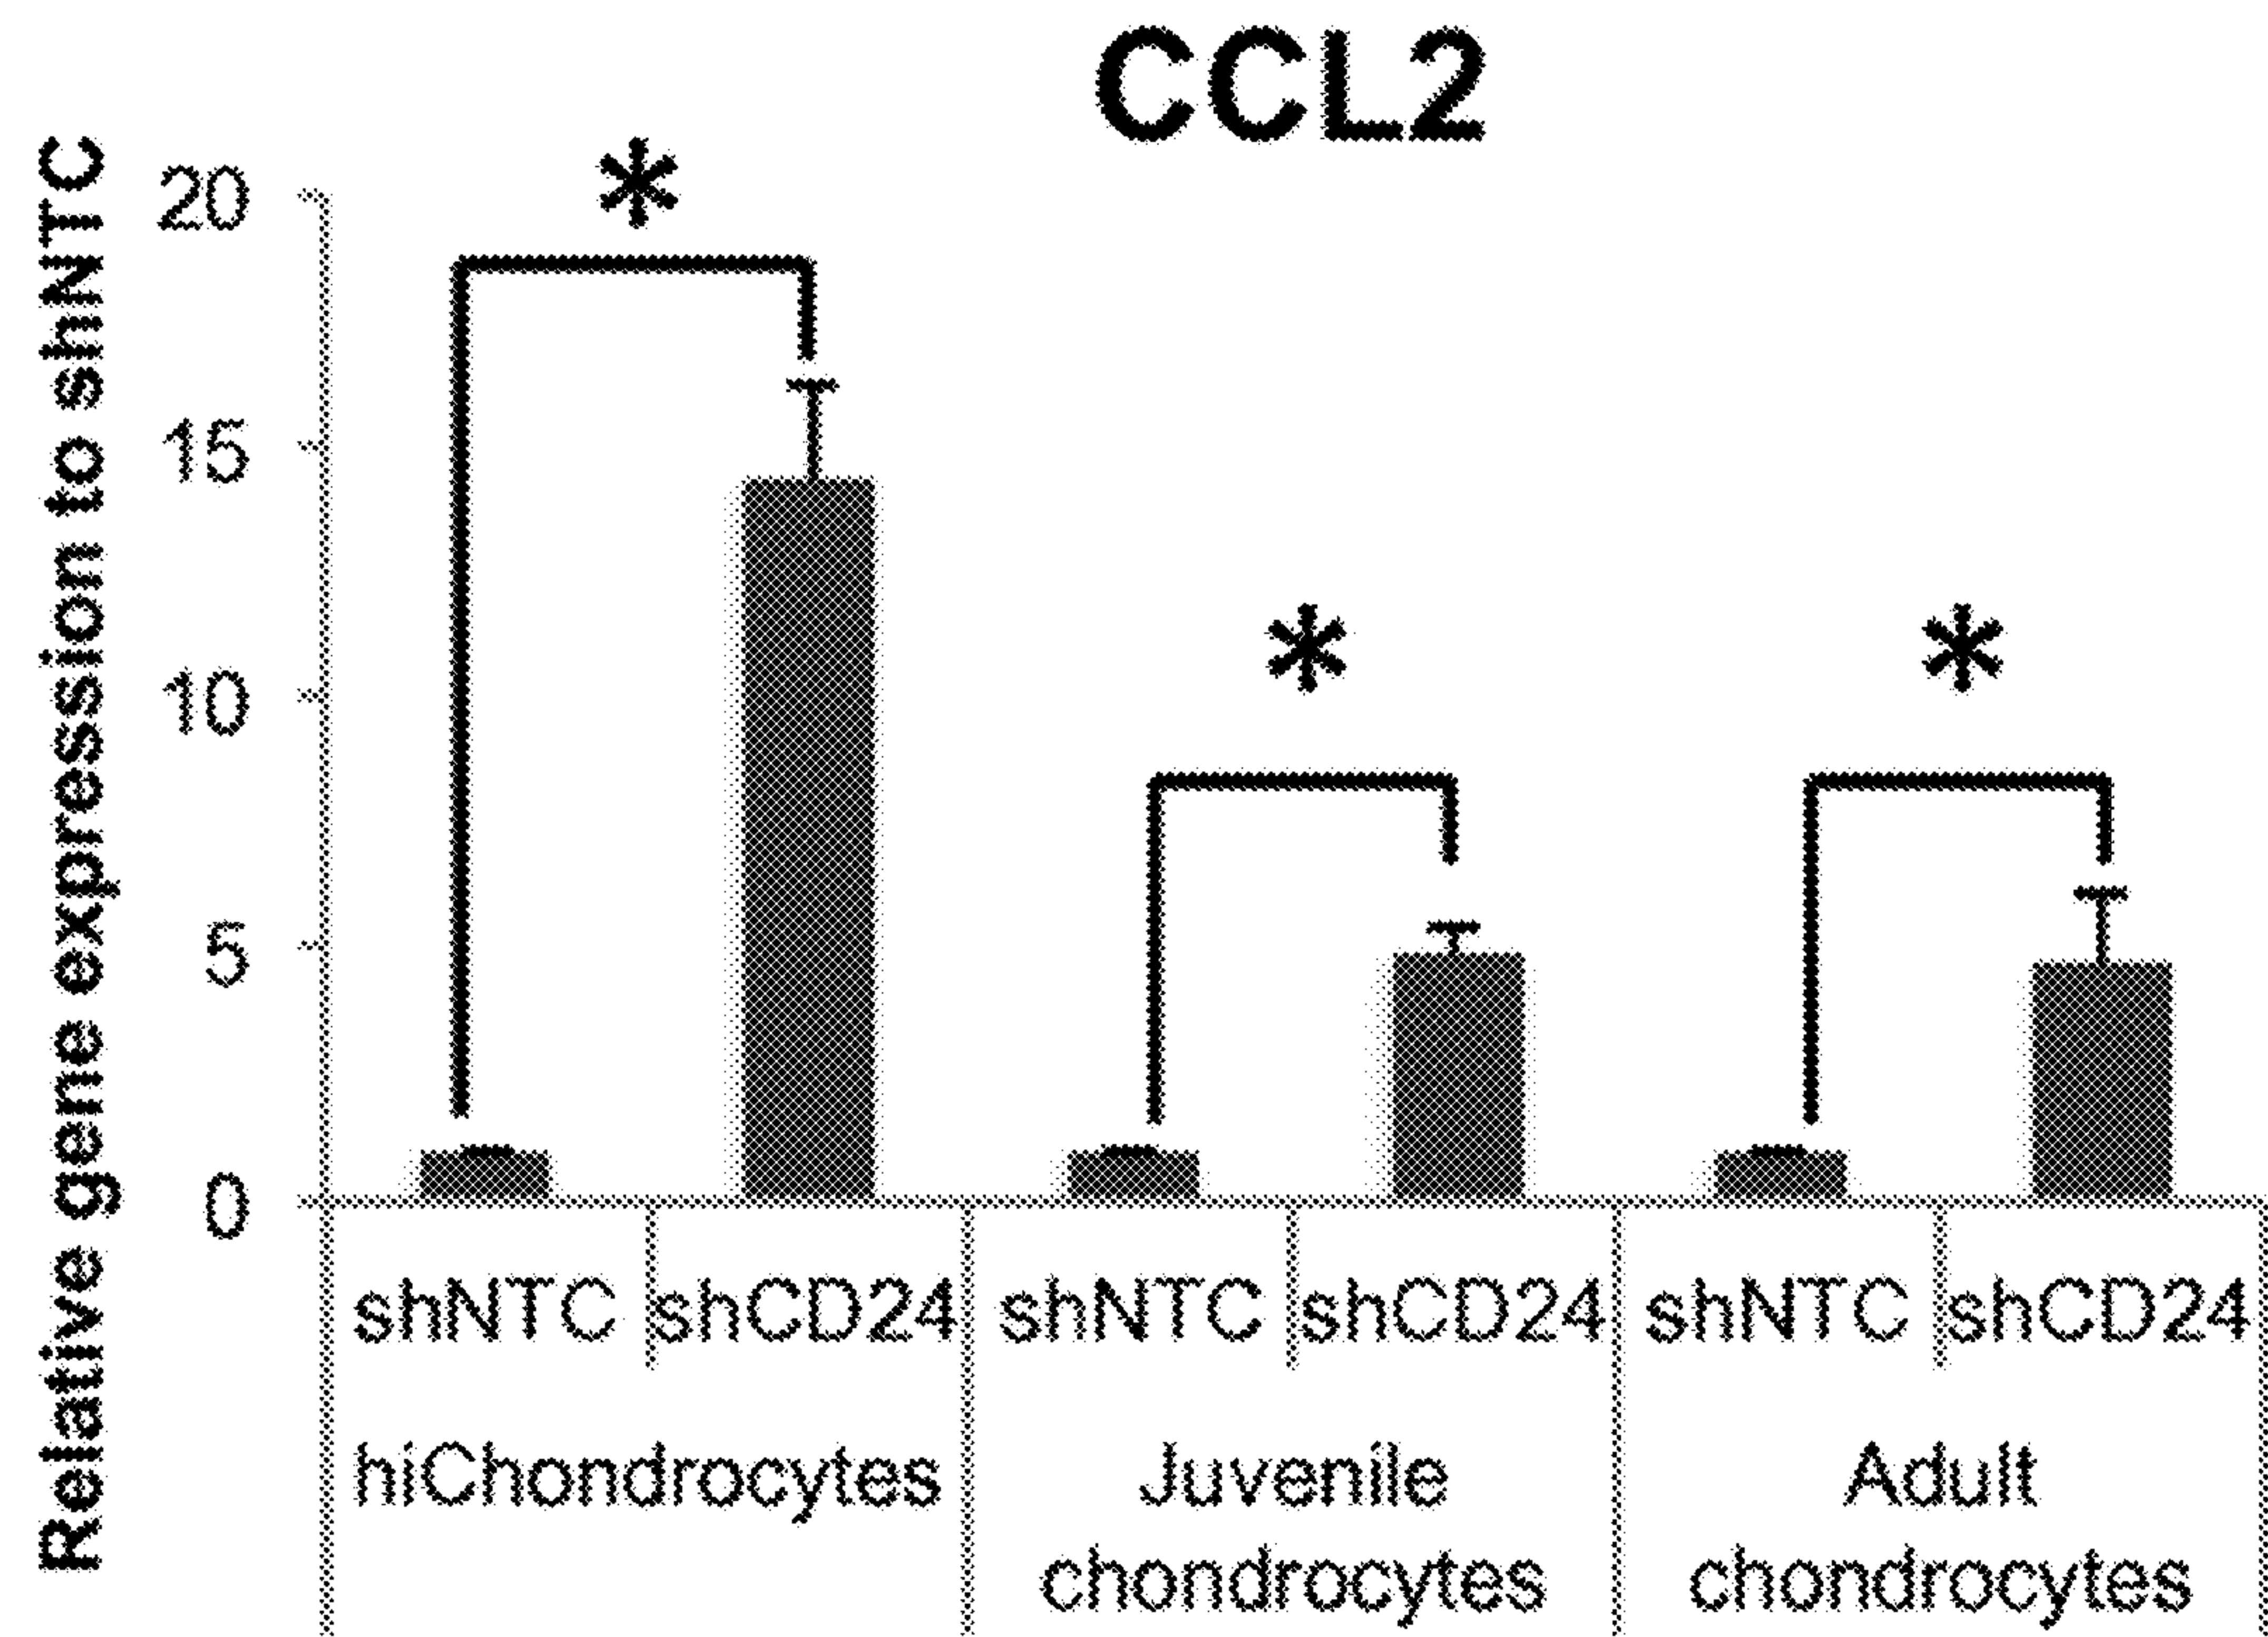 CCL2
Relative gene expression to shNTC
20
15
10
5
0
* * *
shNTC shCD24 shNTC shCD24 shNTC shCD24
hiChondrocytes Juvenile chondrocytes Adult chondrocytes